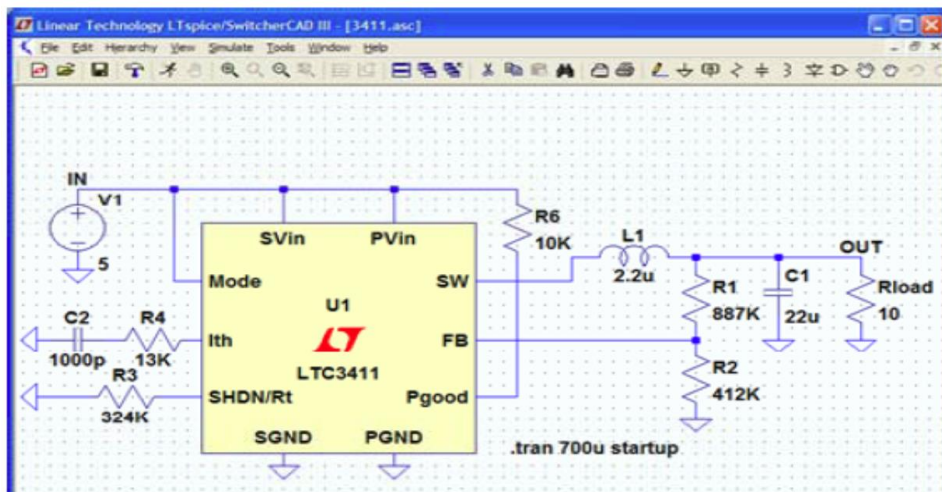 Linear Technology LTspice/SwitcherCAD III - [3411.asc]
File Edit Hierarchy View Simulate Tools Window Help
IN
V1
5
SVin PVin
Mode
SW
U1
Ith
FB
LTC3411
SHDN/Rt
Pgood
SGND PGND
R6
10K
L1
2.2u
OUT
R1
887K
C1
22u
Rload
10
C2
1000p
R4
13K
R3
324K
R2
412K
.tran 700u startup